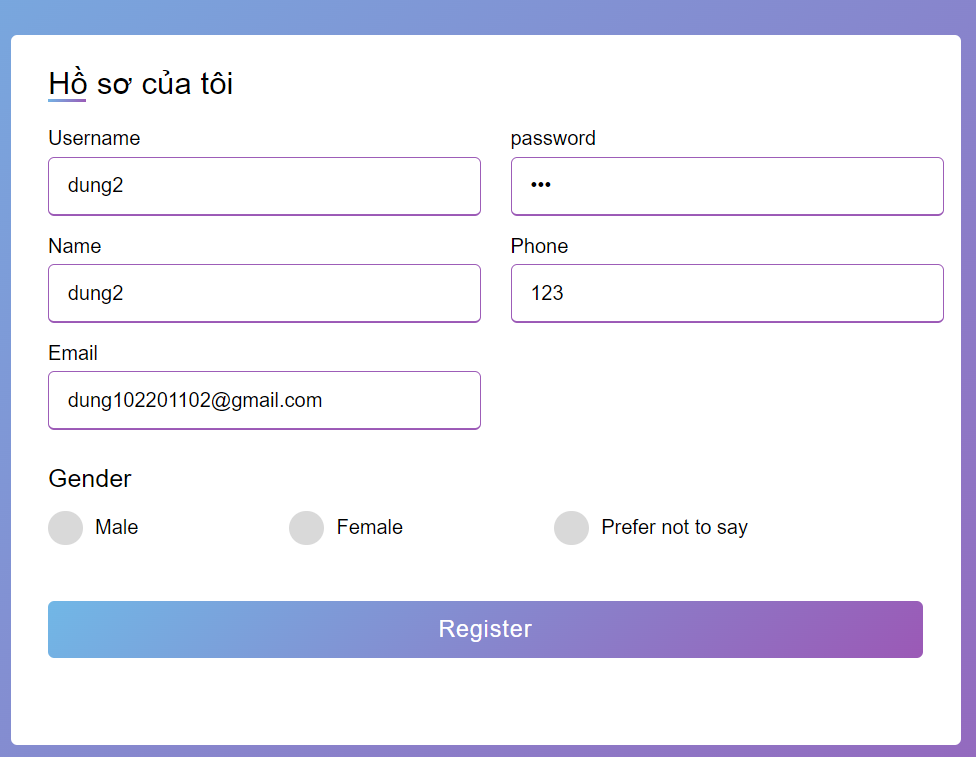 Hồ sơ của tôi
Username
password
dung2
•••
Name
Phone
dung2
123
Email
dung102201102@gmail.com
Gender
Male
Female
Prefer not to say
Register